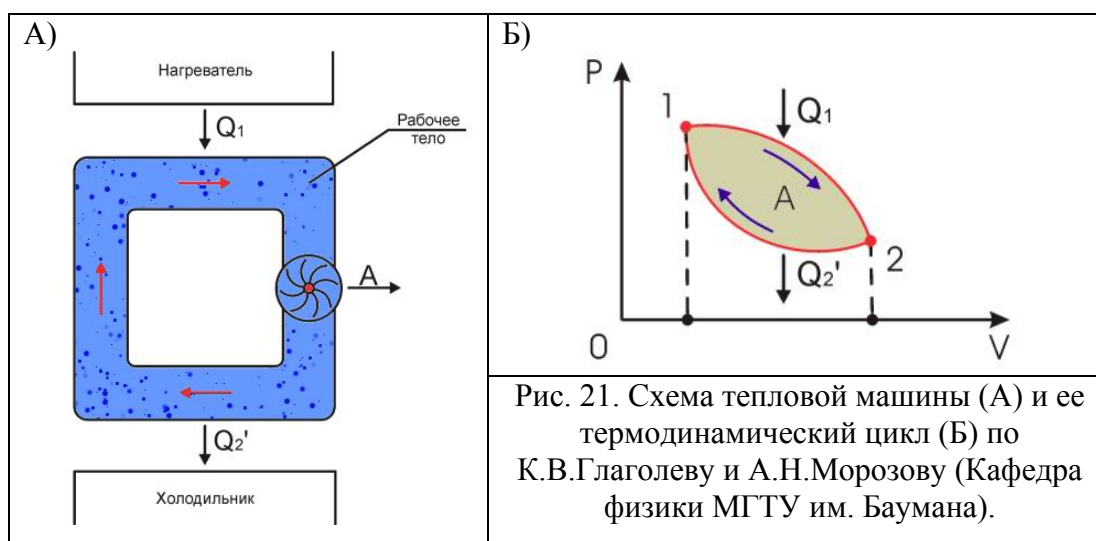 А)
Нагреватель
Q₁
Рабочее
тело
А
Q₂'
Холодильник
Б)
P
1
Q₁
A
2
Q₂'
0
V
Рис. 21. Схема тепловой машины (А) и ее
термодинамический цикл (Б) по
К.В.Глаголеву и А.Н.Морозову (Кафедра
физики МГТУ им. Баумана).